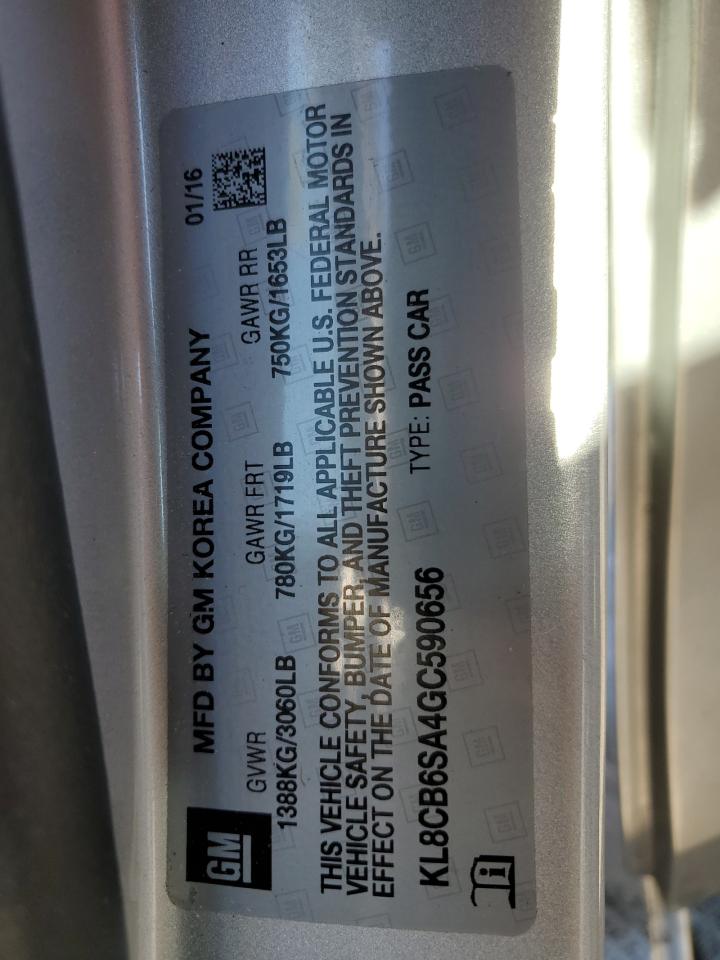 GM
MFD BY GM KOREA COMPANY 01/16
GVWR GAWR FRT GAWR RR
1388KG/3060LB 780KG/1719LB 750KG/1653LB
THIS VEHICLE CONFORMS TO ALL APPLICABLE U.S. FEDERAL MOTOR
VEHICLE SAFETY, BUMPER, AND THEFT PREVENTION STANDARDS IN
EFFECT ON THE DATE OF MANUFACTURE SHOWN ABOVE.
KL8CB6SA4GC590656 TYPE: PASS CAR